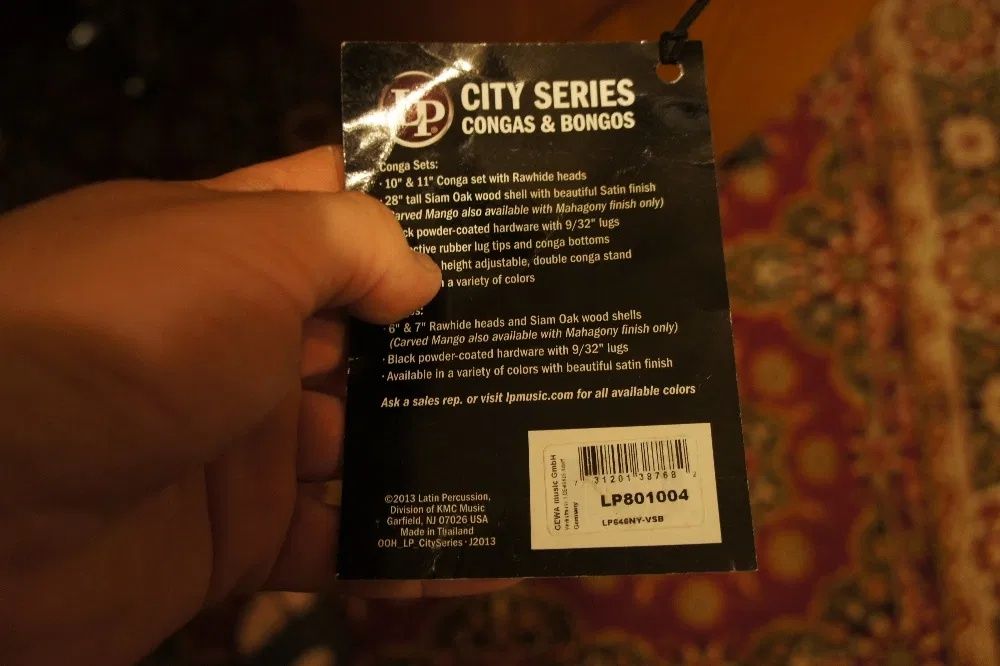 LP
CITY SERIES
CONGAS & BONGOS
Conga Sets:
· 10" & 11" Conga set with Rawhide heads
· 28" tall Siam Oak wood shell with beautiful Satin finish
(Carved Mango also available with Mahagony finish only)
powder-coated hardware with 9/32" lugs
rubber lug tips and conga bottoms
height adjustable, double conga stand
a variety of colors
· 6" & 7" Rawhide heads and Siam Oak wood shells
(Carved Mango also available with Mahagony finish only)
· Black powder-coated hardware with 9/32" lugs
· Available in a variety of colors with beautiful satin finish
Ask a sales rep. or visit lpmusic.com for all available colors
©2013 Latin Percussion,
Division of KMC Music
Garfield, NJ 07026 USA
Made in Thailand
OOH_LP_CitySeries · J2013
GEWA music GmbH
Germany
7 31201 38768 2
LP801004
LP646NY-VSB